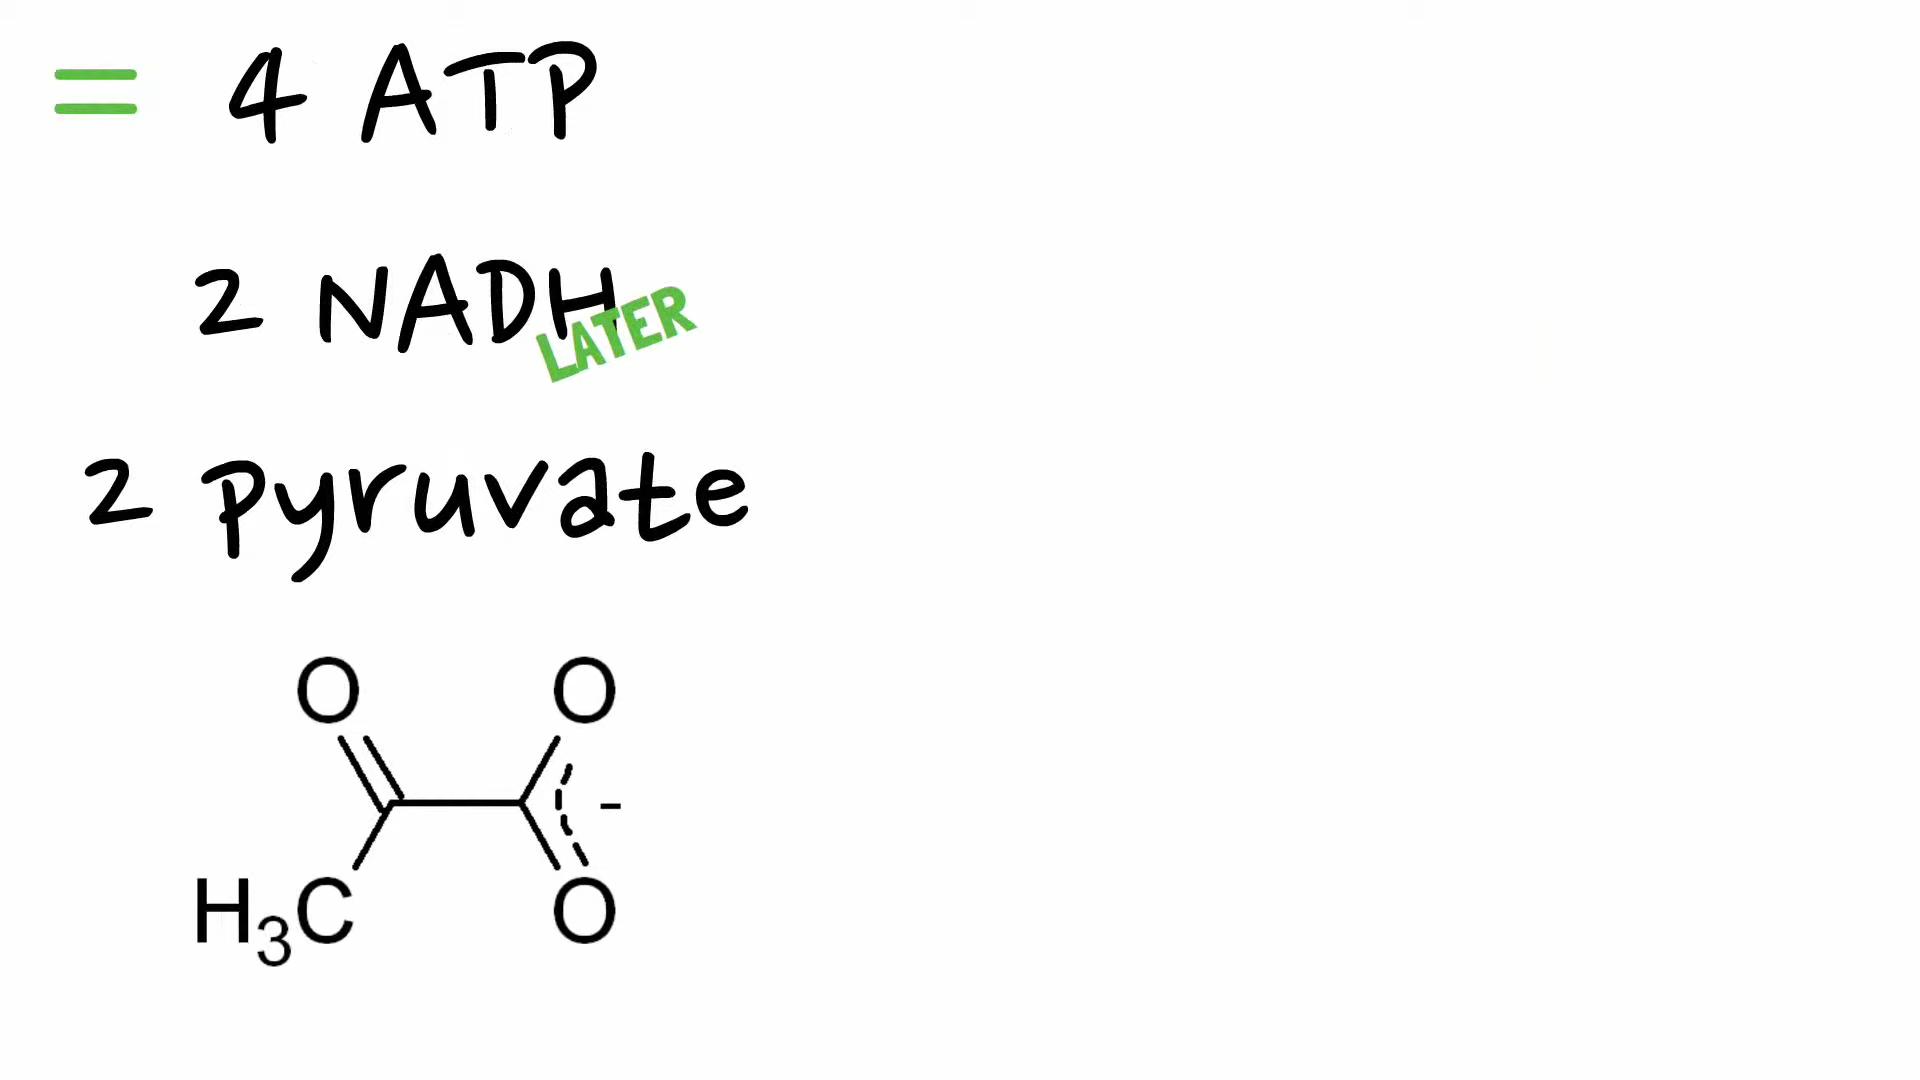 = 4 ATP
2 NADH
LATER
2 pyruvate
O O
-
H₃C O